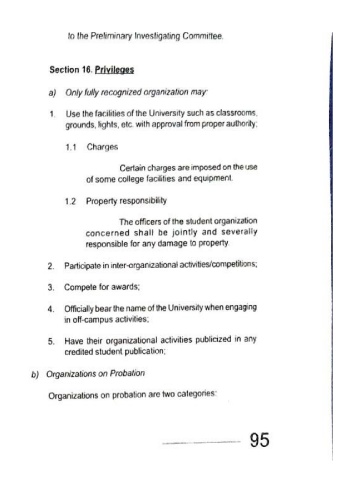 to the Preliminary Investigating Committee.
Section 16. Privileges
a) Only fully recognized organization may:
1. Use the facilities of the University such as classrooms,
grounds, lights, etc. with approval from proper authority;
1.1 Charges
Certain charges are imposed on the use
of some college facilities and equipment.
1.2 Property responsibility
The officers of the student organization
concerned shall be jointly and severally
responsible for any damage to property
2. Participate in inter-organizational activities/competitions;
3. Compete for awards;
4. Officially bear the name of the University when engaging
in off-campus activities;
5. Have their organizational activities publicized in any
credited student publication;
b) Organizations on Probation
Organizations on probation are two categories:
95